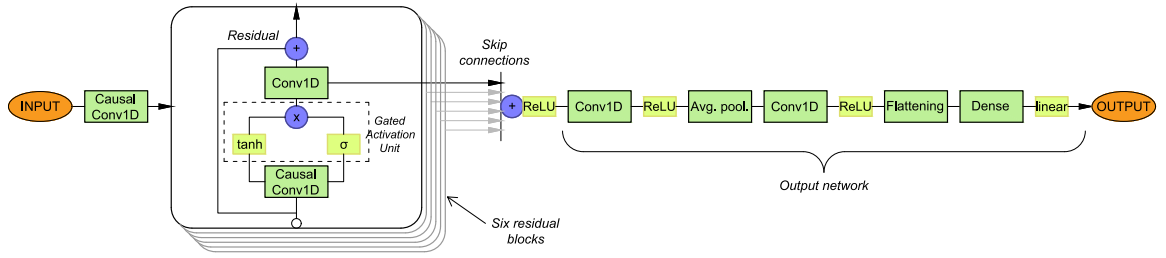 INPUT
Causal
Conv1D
Residual
+
Conv1D
x
Gated
Activation
Unit
tanh
σ
Causal
Conv1D
Six residual
blocks
Skip
connections
+
ReLU
Conv1D
ReLU
Avg. pool.
Conv1D
ReLU
Flattening
Dense
linear
OUTPUT
Output network